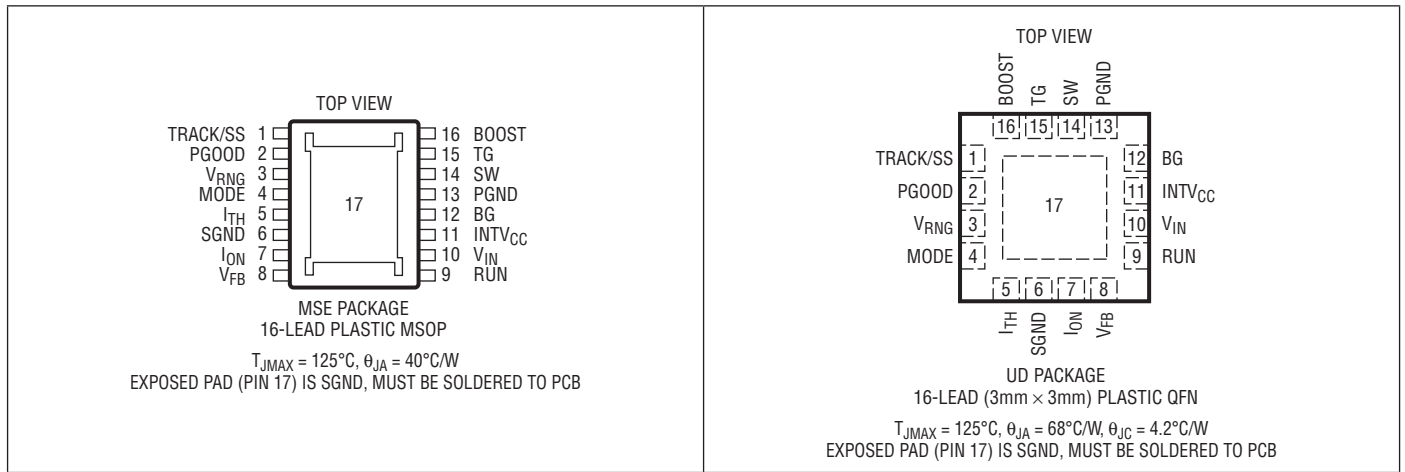 TOP VIEW
TRACK/SS 1
PGOOD 2
VRNG 3
MODE 4
ITH 5
SGND 6
ION 7
VFB 8
16 BOOST
15 TG
14 SW
13 PGND
12 BG
11 INTVCC
10 VIN
9 RUN
17
MSE PACKAGE
16-LEAD PLASTIC MSOP
TJMAX = 125°C, θJA = 40°C/W
EXPOSED PAD (PIN 17) IS SGND, MUST BE SOLDERED TO PCB
TOP VIEW
BOOST TG SW PGND
16 15 14 13
TRACK/SS 1
PGOOD 2
VRNG 3
MODE 4
17
12 BG
11 INTVCC
10 VIN
9 RUN
5 6 7 8
ITH SGND ION VFB
UD PACKAGE
16-LEAD (3mm × 3mm) PLASTIC QFN
TJMAX = 125°C, θJA = 68°C/W, θJC = 4.2°C/W
EXPOSED PAD (PIN 17) IS SGND, MUST BE SOLDERED TO PCB